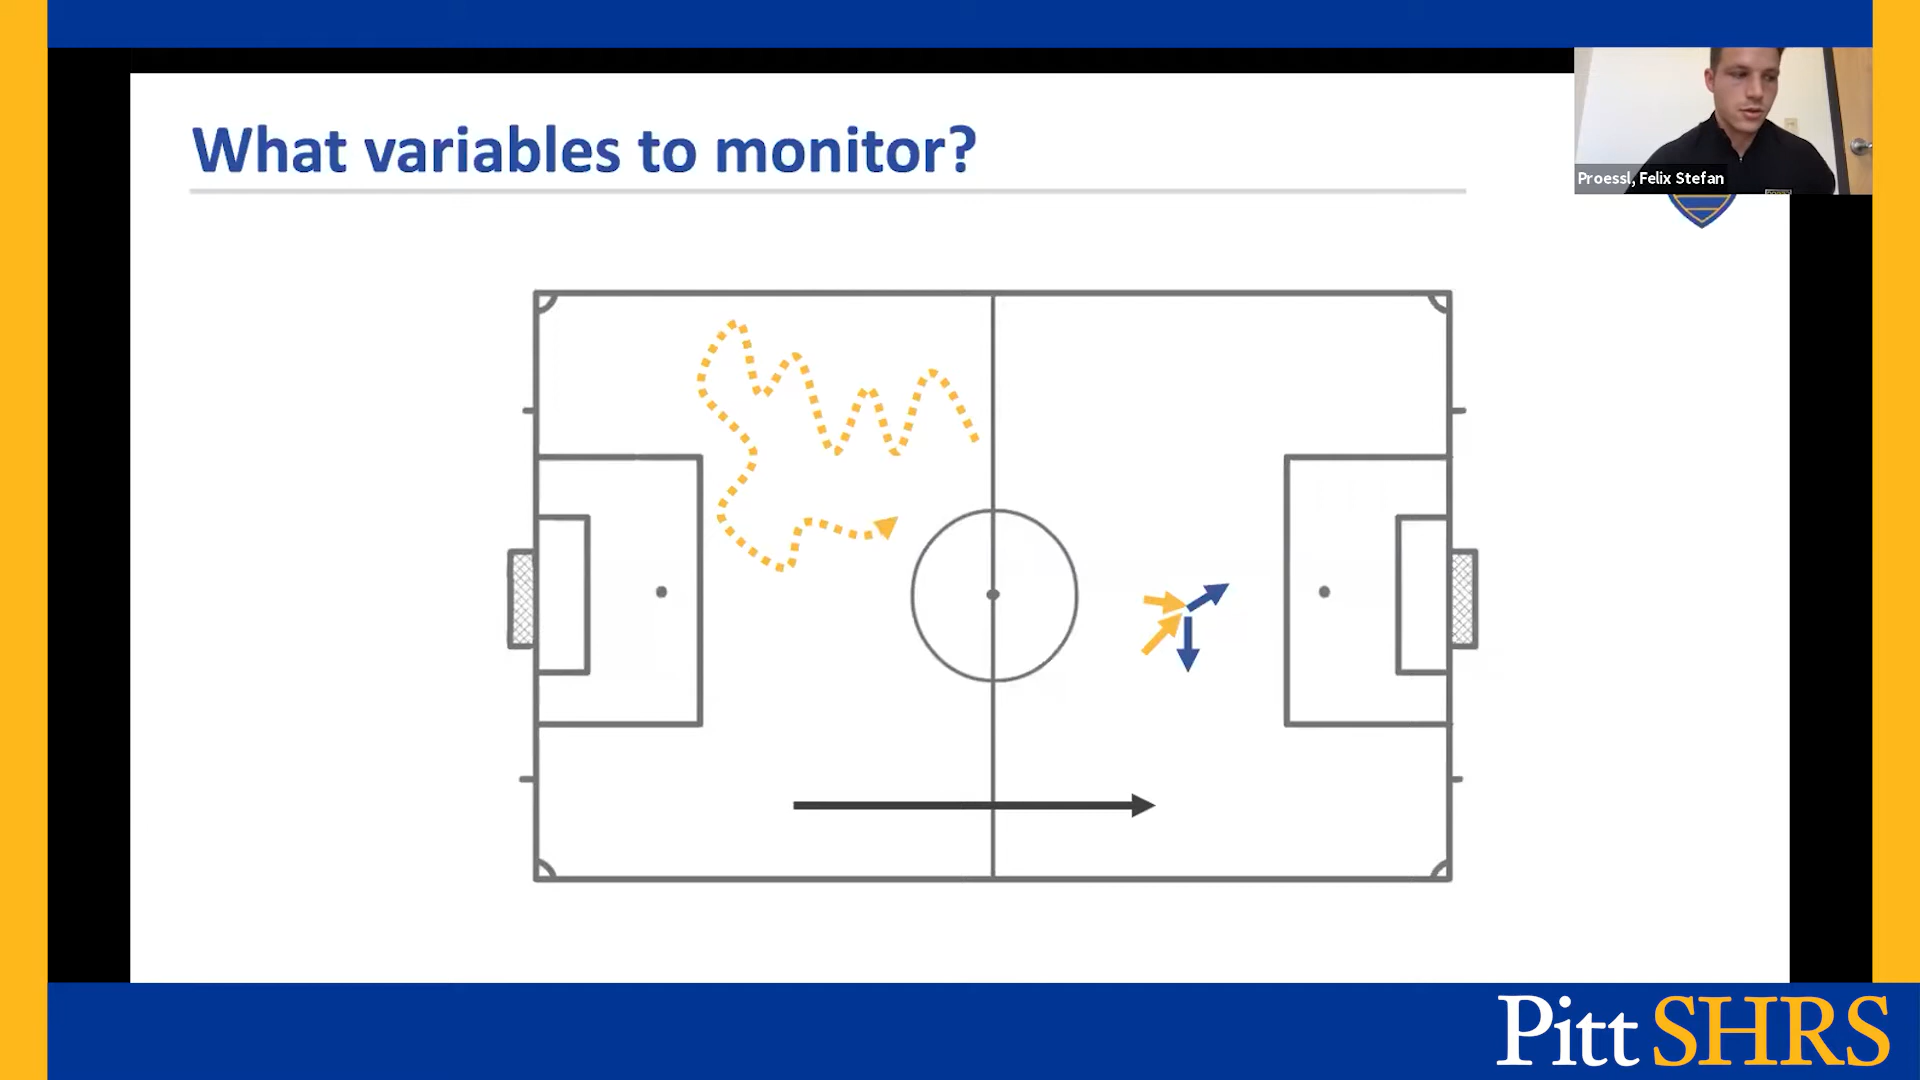 What variables to monitor?
Proessl, Felix Stefan
Pitt SHRS